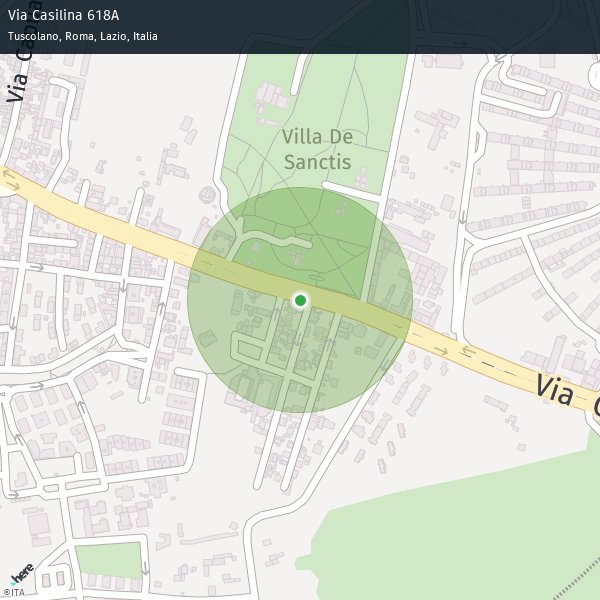 Via Casilina 618A
Tuscolano, Roma, Lazio, Italia
Via
Villa De
Sanctis
Via
here
©ITA